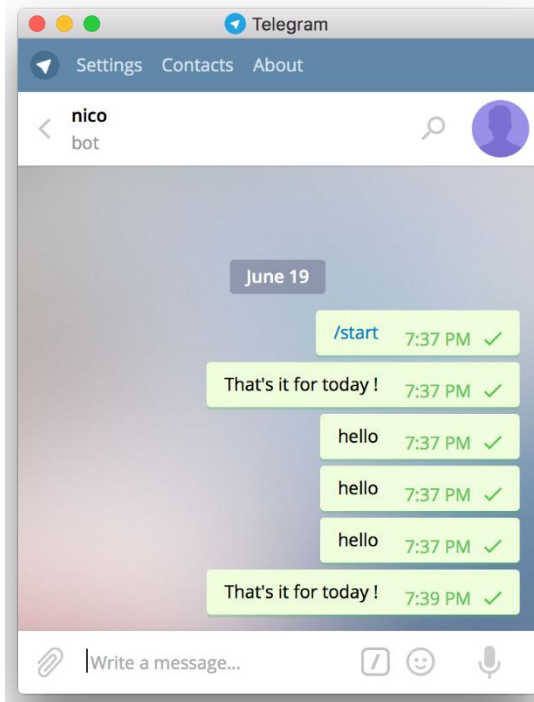 Telegram
Settings Contacts About
nico
bot
June 19
/start 7:37 PM
That's it for today ! 7:37 PM
hello 7:37 PM
hello 7:37 PM
hello 7:37 PM
That's it for today ! 7:39 PM
Write a message...